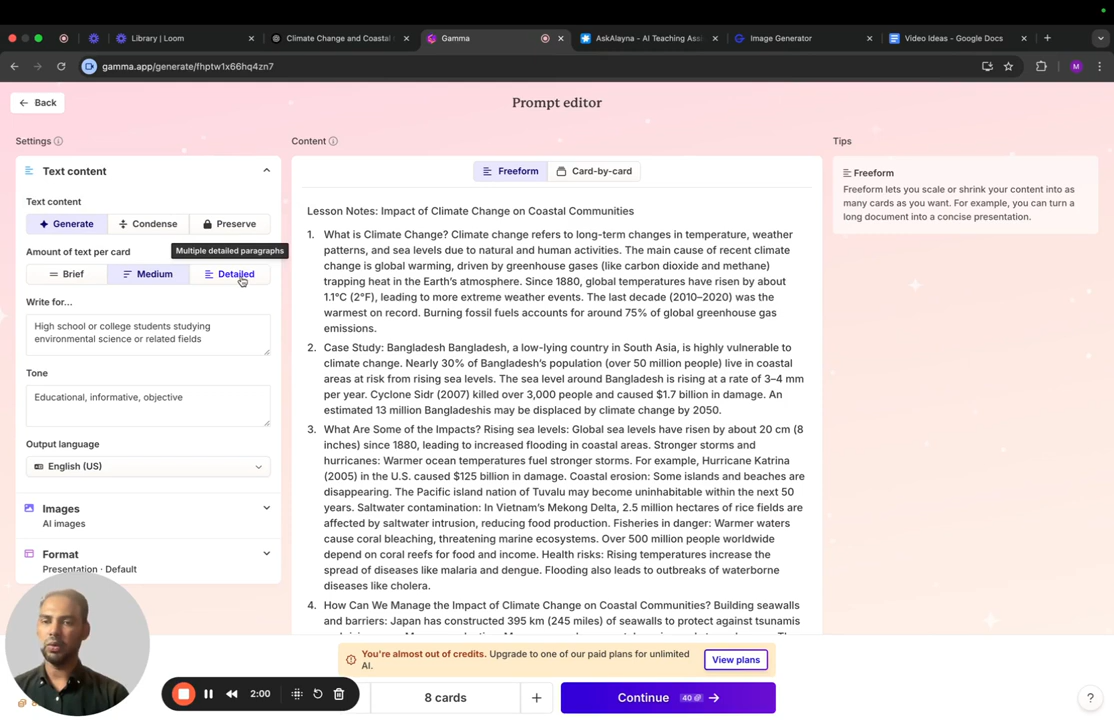 Library | Loom
Climate Change and Coastal
Gamma
AskAlayna - AI Teaching Ass
Image Generator
Video Ideas - Google Docs
gamma.app/generate/fhptw1x66hq4zn7
M
Back
Prompt editor
Settings
Content
Tips
Text content
Freeform
Card-by-card
Freeform
Freeform lets you scale or shrink your content into as
many cards as you want. For example, you can turn a
long document into a concise presentation.
Text content
Generate
Condense
Preserve
Amount of text per card
Multiple detailed paragraphs
Brief
Medium
Detailed
Write for...
High school or college students studying
environmental science or related fields
Tone
Educational, informative, objective
Output language
English (US)
Images
AI images
Format
Presentation · Default
Lesson Notes: Impact of Climate Change on Coastal Communities
1. What is Climate Change? Climate change refers to long-term changes in temperature, weather
patterns, and sea levels due to natural and human activities. The main cause of recent climate
change is global warming, driven by greenhouse gases (like carbon dioxide and methane)
trapping heat in the Earth's atmosphere. Since 1880, global temperatures have risen by about
1.1°C (2°F), leading to more extreme weather events. The last decade (2010–2020) was the
warmest on record. Burning fossil fuels accounts for around 75% of global greenhouse gas
emissions.
2. Case Study: Bangladesh Bangladesh, a low-lying country in South Asia, is highly vulnerable to
climate change. Nearly 30% of Bangladesh's population (over 50 million people) live in coastal
areas at risk from rising sea levels. The sea level around Bangladesh is rising at a rate of 3–4 mm
per year. Cyclone Sidr (2007) killed over 3,000 people and caused $1.7 billion in damage. An
estimated 13 million Bangladeshis may be displaced by climate change by 2050.
3. What Are Some of the Impacts? Rising sea levels: Global sea levels have risen by about 20 cm (8
inches) since 1880, leading to increased flooding in coastal areas. Stronger storms and
hurricanes: Warmer ocean temperatures fuel stronger storms. For example, Hurricane Katrina
(2005) in the U.S. caused $125 billion in damage. Coastal erosion: Some islands and beaches are
disappearing. The Pacific island nation of Tuvalu may become uninhabitable within the next 50
years. Saltwater contamination: In Vietnam's Mekong Delta, 2.5 million hectares of rice fields are
affected by saltwater intrusion, reducing food production. Fisheries in danger: Warmer waters
cause coral bleaching, threatening marine ecosystems. Over 500 million people worldwide
depend on coral reefs for food and income. Health risks: Rising temperatures increase the
spread of diseases like malaria and dengue. Flooding also leads to outbreaks of waterborne
diseases like cholera.
4. How Can We Manage the Impact of Climate Change on Coastal Communities? Building seawalls
and barriers: Japan has constructed 395 km (245 miles) of seawalls to protect against tsunamis
You're almost out of credits. Upgrade to one of our paid plans for unlimited
AI.
View plans
2:00
8 cards
+
Continue 40
?